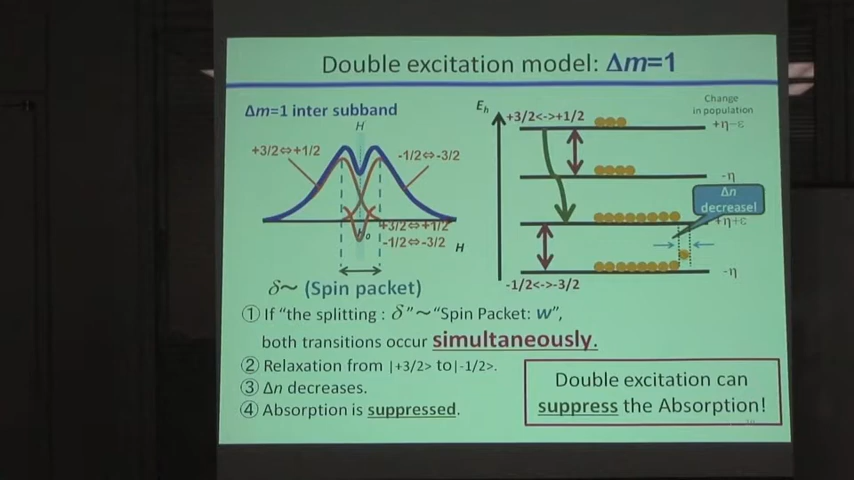 Double excitation model: Δm=1
Δm=1 inter subband
H
+3/2⇔+1/2
-1/2⇔-3/2
+3/2⇔+1/2
H₀
-1/2⇔-3/2
H
δ~ (Spin packet)
Eₕ
+3/2<->+1/2
Change
in population
+η-ε
-η
Δn
decrease!
+η+ε
-η
-1/2<->-3/2
① If "the splitting : δ"~"Spin Packet: w",
both transitions occur simultaneously.
② Relaxation from |+3/2> to|-1/2>.
③ Δn decreases.
④ Absorption is suppressed.
Double excitation can
suppress the Absorption!